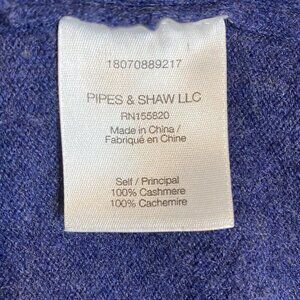 18070889217
PIPES & SHAW LLC
RN155820
Made in China /
Fabriqué en Chine
Self / Principal
100% Cashmere
100% Cachemire